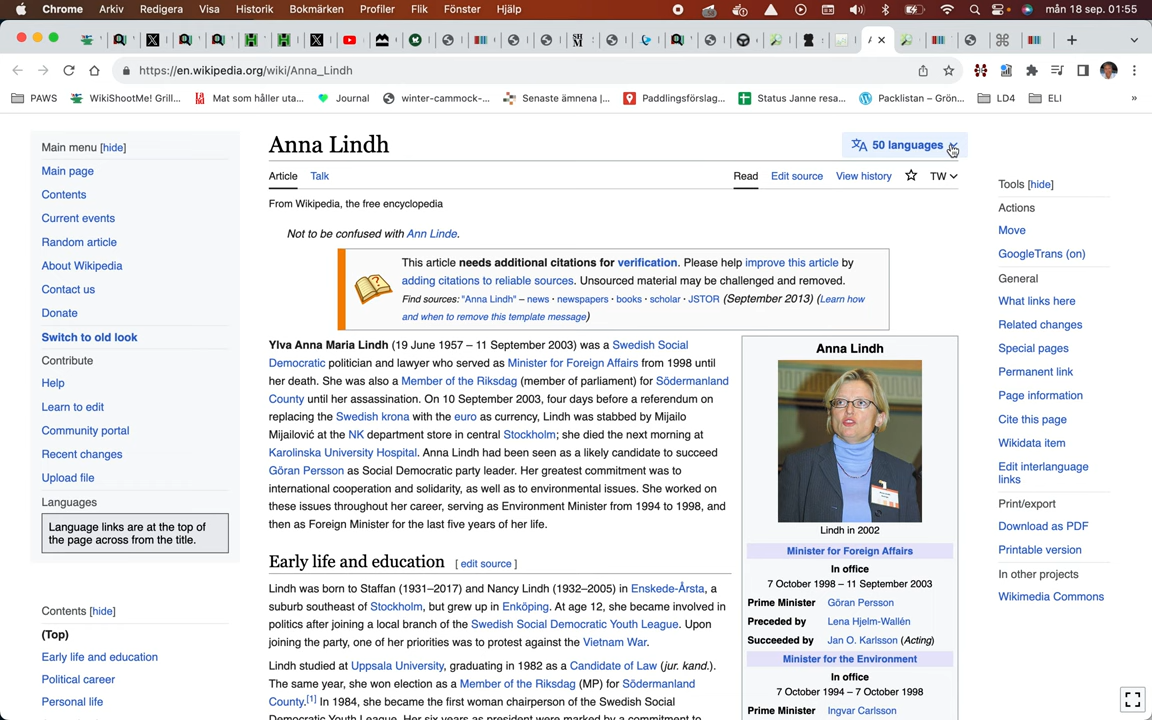 Chrome Arkiv Redigera Visa Historik Bokmärken Profiler Flik Fönster Hjälp mån 18 sep. 01:55
https://en.wikipedia.org/wiki/Anna_Lindh
PAWS WikiShootMe! Grill... Mat som håller uta... Journal winter-cammock-... Senaste ämnena |... Paddlingsförslag... Status Janne resa... Packlistan – Grön... LD4 ELI »
Main menu [hide]
Main page
Contents
Current events
Random article
About Wikipedia
Contact us
Donate
Switch to old look
Contribute
Help
Learn to edit
Community portal
Recent changes
Upload file
Languages
Language links are at the top of
the page across from the title.
Contents [hide]
(Top)
Early life and education
Political career
Personal life
Anna Lindh
50 languages
Article Talk Read Edit source View history TW
From Wikipedia, the free encyclopedia
Not to be confused with Ann Linde.
This article needs additional citations for verification. Please help improve this article by
adding citations to reliable sources. Unsourced material may be challenged and removed.
Find sources: "Anna Lindh" – news · newspapers · books · scholar · JSTOR (September 2013) (Learn how
and when to remove this template message)
Ylva Anna Maria Lindh (19 June 1957 – 11 September 2003) was a Swedish Social
Democratic politician and lawyer who served as Minister for Foreign Affairs from 1998 until
her death. She was also a Member of the Riksdag (member of parliament) for Södermanland
County until her assassination. On 10 September 2003, four days before a referendum on
replacing the Swedish krona with the euro as currency, Lindh was stabbed by Mijailo
Mijailović at the NK department store in central Stockholm; she died the next morning at
Karolinska University Hospital. Anna Lindh had been seen as a likely candidate to succeed
Göran Persson as Social Democratic party leader. Her greatest commitment was to
international cooperation and solidarity, as well as to environmental issues. She worked on
these issues throughout her career, serving as Environment Minister from 1994 to 1998, and
then as Foreign Minister for the last five years of her life.
Early life and education [ edit source ]
Lindh was born to Staffan (1931–2017) and Nancy Lindh (1932–2005) in Enskede-Årsta, a
suburb southeast of Stockholm, but grew up in Enköping. At age 12, she became involved in
politics after joining a local branch of the Swedish Social Democratic Youth League. Upon
joining the party, one of her priorities was to protest against the Vietnam War.
Lindh studied at Uppsala University, graduating in 1982 as a Candidate of Law (jur. kand.).
The same year, she won election as a Member of the Riksdag (MP) for Södermanland
County.[1] In 1984, she became the first woman chairperson of the Swedish Social
Democratic Youth League. Her six years as president were marked by a commitment to
Anna Lindh
Lindh in 2002
Minister for Foreign Affairs
In office
7 October 1998 – 11 September 2003
Prime Minister Göran Persson
Preceded by Lena Hjelm-Wallén
Succeeded by Jan O. Karlsson (Acting)
Minister for the Environment
In office
7 October 1994 – 7 October 1998
Prime Minister Ingvar Carlsson
Tools [hide]
Actions
Move
GoogleTrans (on)
General
What links here
Related changes
Special pages
Permanent link
Page information
Cite this page
Wikidata item
Edit interlanguage
links
Print/export
Download as PDF
Printable version
In other projects
Wikimedia Commons